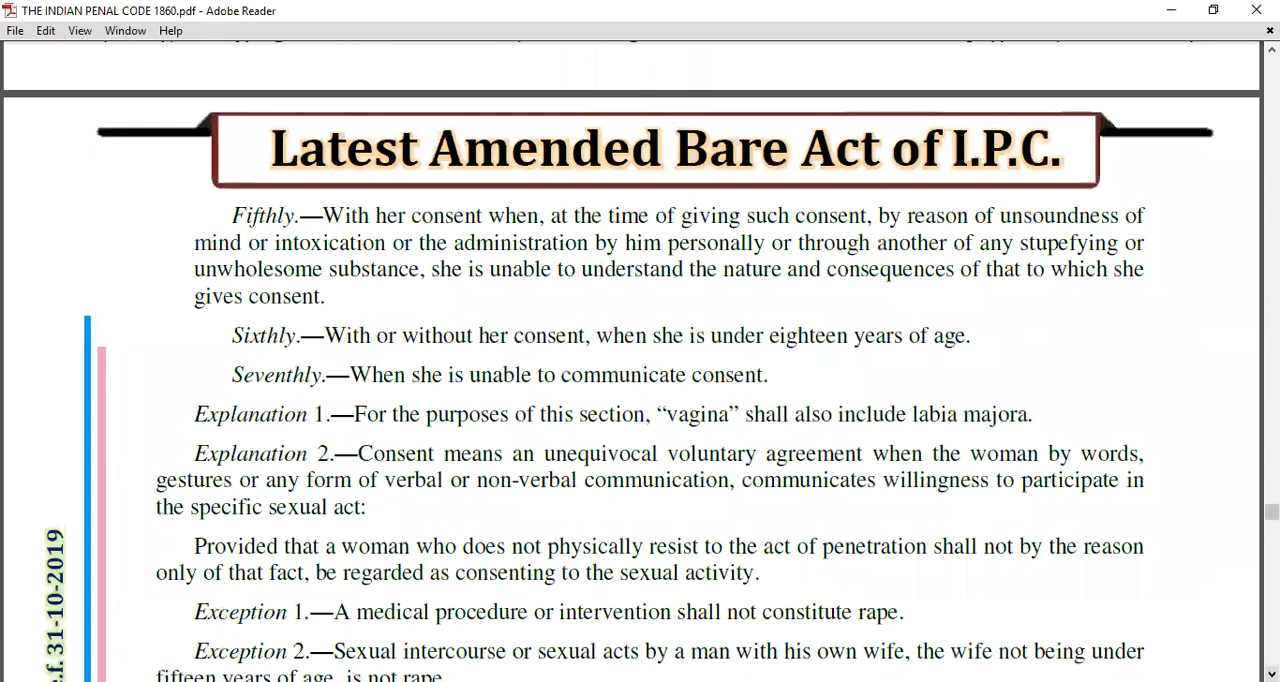 THE INDIAN PENAL CODE 1860.pdf - Adobe Reader
File Edit View Window Help
Latest Amended Bare Act of I.P.C.
Fifthly.—With her consent when, at the time of giving such consent, by reason of unsoundness of
mind or intoxication or the administration by him personally or through another of any stupefying or
unwholesome substance, she is unable to understand the nature and consequences of that to which she
gives consent.
Sixthly.—With or without her consent, when she is under eighteen years of age.
Seventhly.—When she is unable to communicate consent.
Explanation 1.—For the purposes of this section, “vagina” shall also include labia majora.
Explanation 2.—Consent means an unequivocal voluntary agreement when the woman by words,
gestures or any form of verbal or non-verbal communication, communicates willingness to participate in
the specific sexual act:
Provided that a woman who does not physically resist to the act of penetration shall not by the reason
only of that fact, be regarded as consenting to the sexual activity.
Exception 1.—A medical procedure or intervention shall not constitute rape.
Exception 2.—Sexual intercourse or sexual acts by a man with his own wife, the wife not being under
fifteen years of age, is not rape.
e.f. 31-10-2019